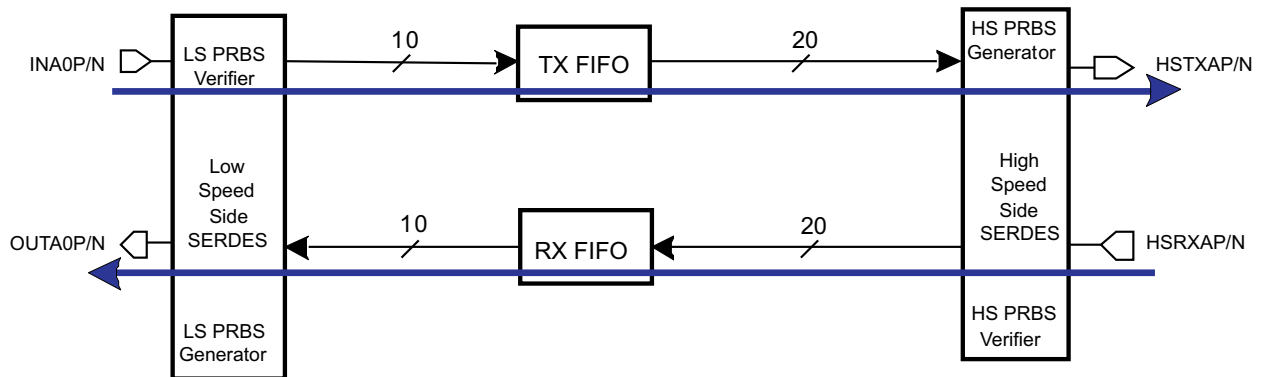 INA0P/N
LS PRBS
Verifier
10
TX FIFO
20
HS PRBS
Generator
HSTXAP/N
Low
Speed
Side
SERDES
High
Speed
Side
SERDES
OUTA0P/N
10
RX FIFO
20
HSRXAP/N
LS PRBS
Generator
HS PRBS
Verifier